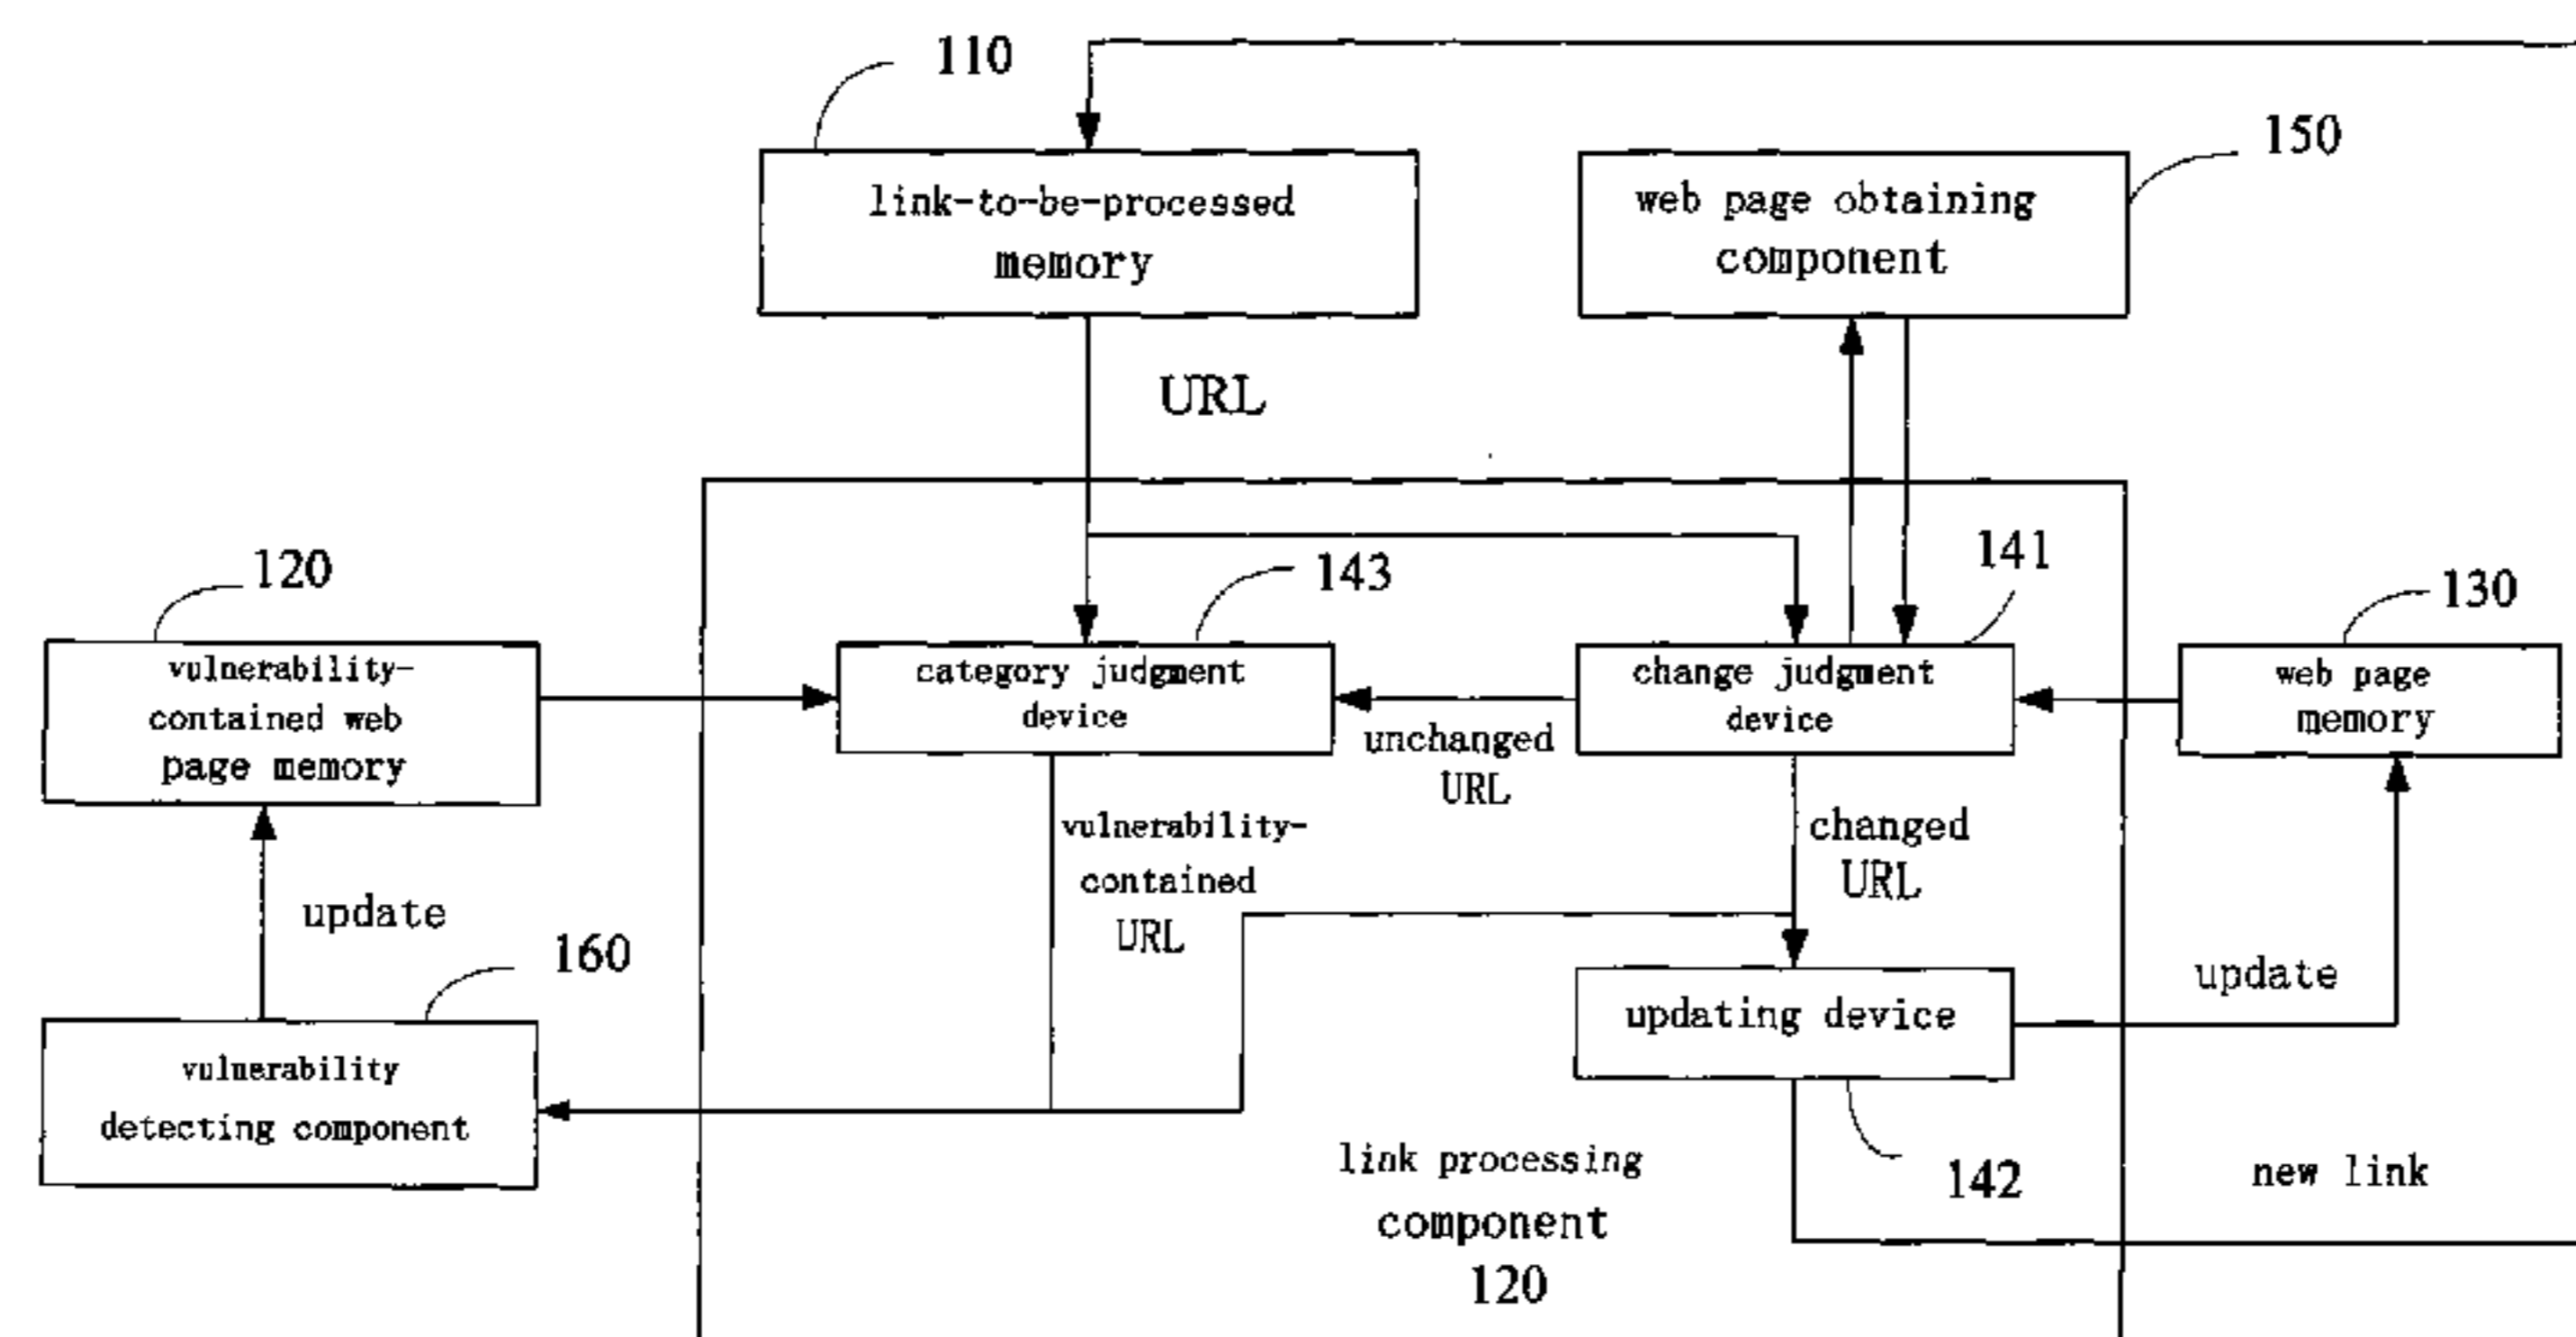 110
link-to-be-processed
memory
150
web page obtaining
component
URL
120
vulnerability-
contained web
page memory
143
category judgment
device
141
change judgment
device
130
web page
memory
unchanged
URL
vulnerability-
contained
URL
changed
URL
update
160
vulnerability
detecting component
updating device
update
142
new link
link processing
component
120